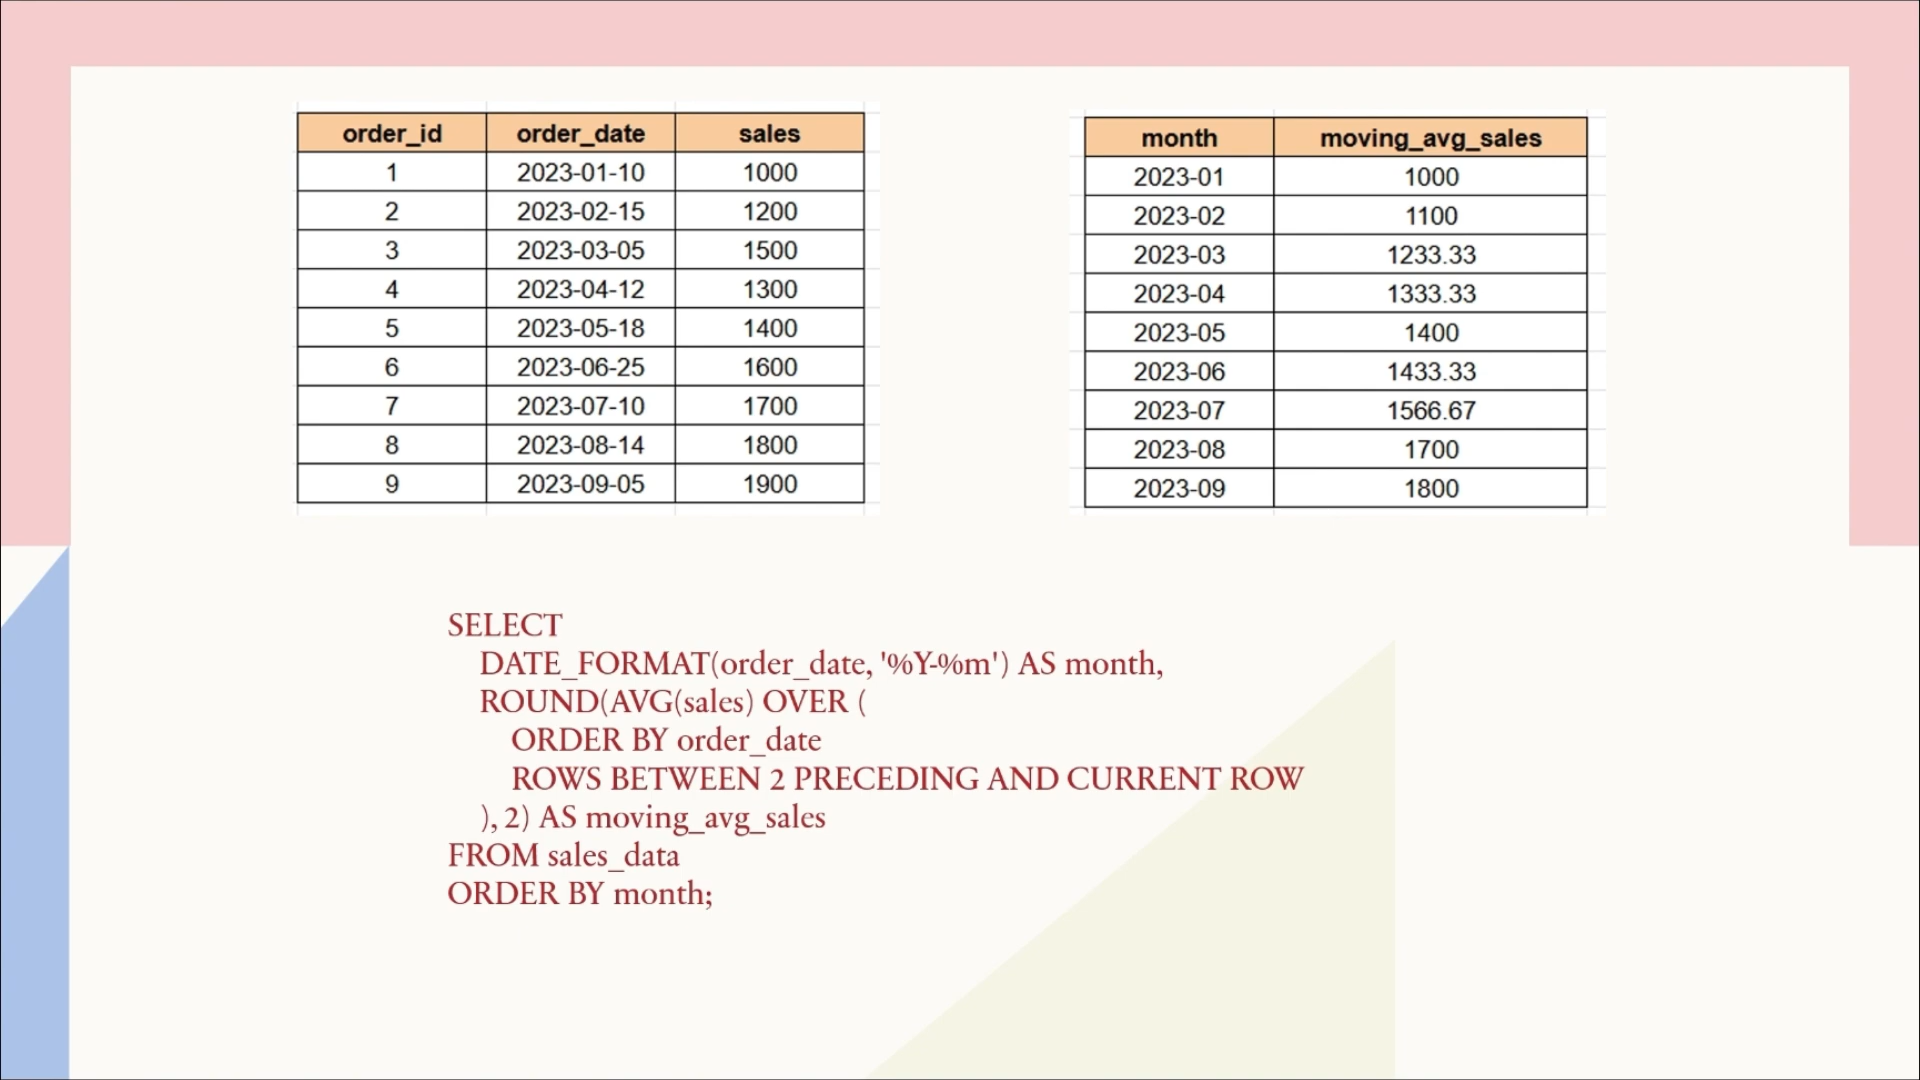 order_id order_date sales
1 2023-01-10 1000
2 2023-02-15 1200
3 2023-03-05 1500
4 2023-04-12 1300
5 2023-05-18 1400
6 2023-06-25 1600
7 2023-07-10 1700
8 2023-08-14 1800
9 2023-09-05 1900
month moving_avg_sales
2023-01 1000
2023-02 1100
2023-03 1233.33
2023-04 1333.33
2023-05 1400
2023-06 1433.33
2023-07 1566.67
2023-08 1700
2023-09 1800
SELECT
DATE_FORMAT(order_date, '%Y-%m') AS month,
ROUND(AVG(sales) OVER (
ORDER BY order_date
ROWS BETWEEN 2 PRECEDING AND CURRENT ROW
), 2) AS moving_avg_sales
FROM sales_data
ORDER BY month;